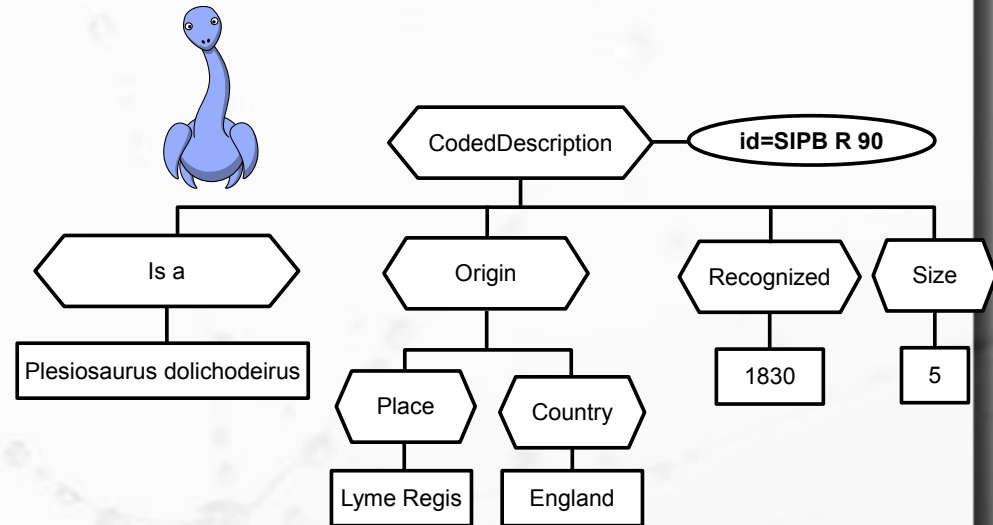 CodedDescription
id=SIPB R 90
Is a
Origin
Recognized
Size
Plesiosaurus dolichodeirus
Place
Country
1830
5
Lyme Regis
England